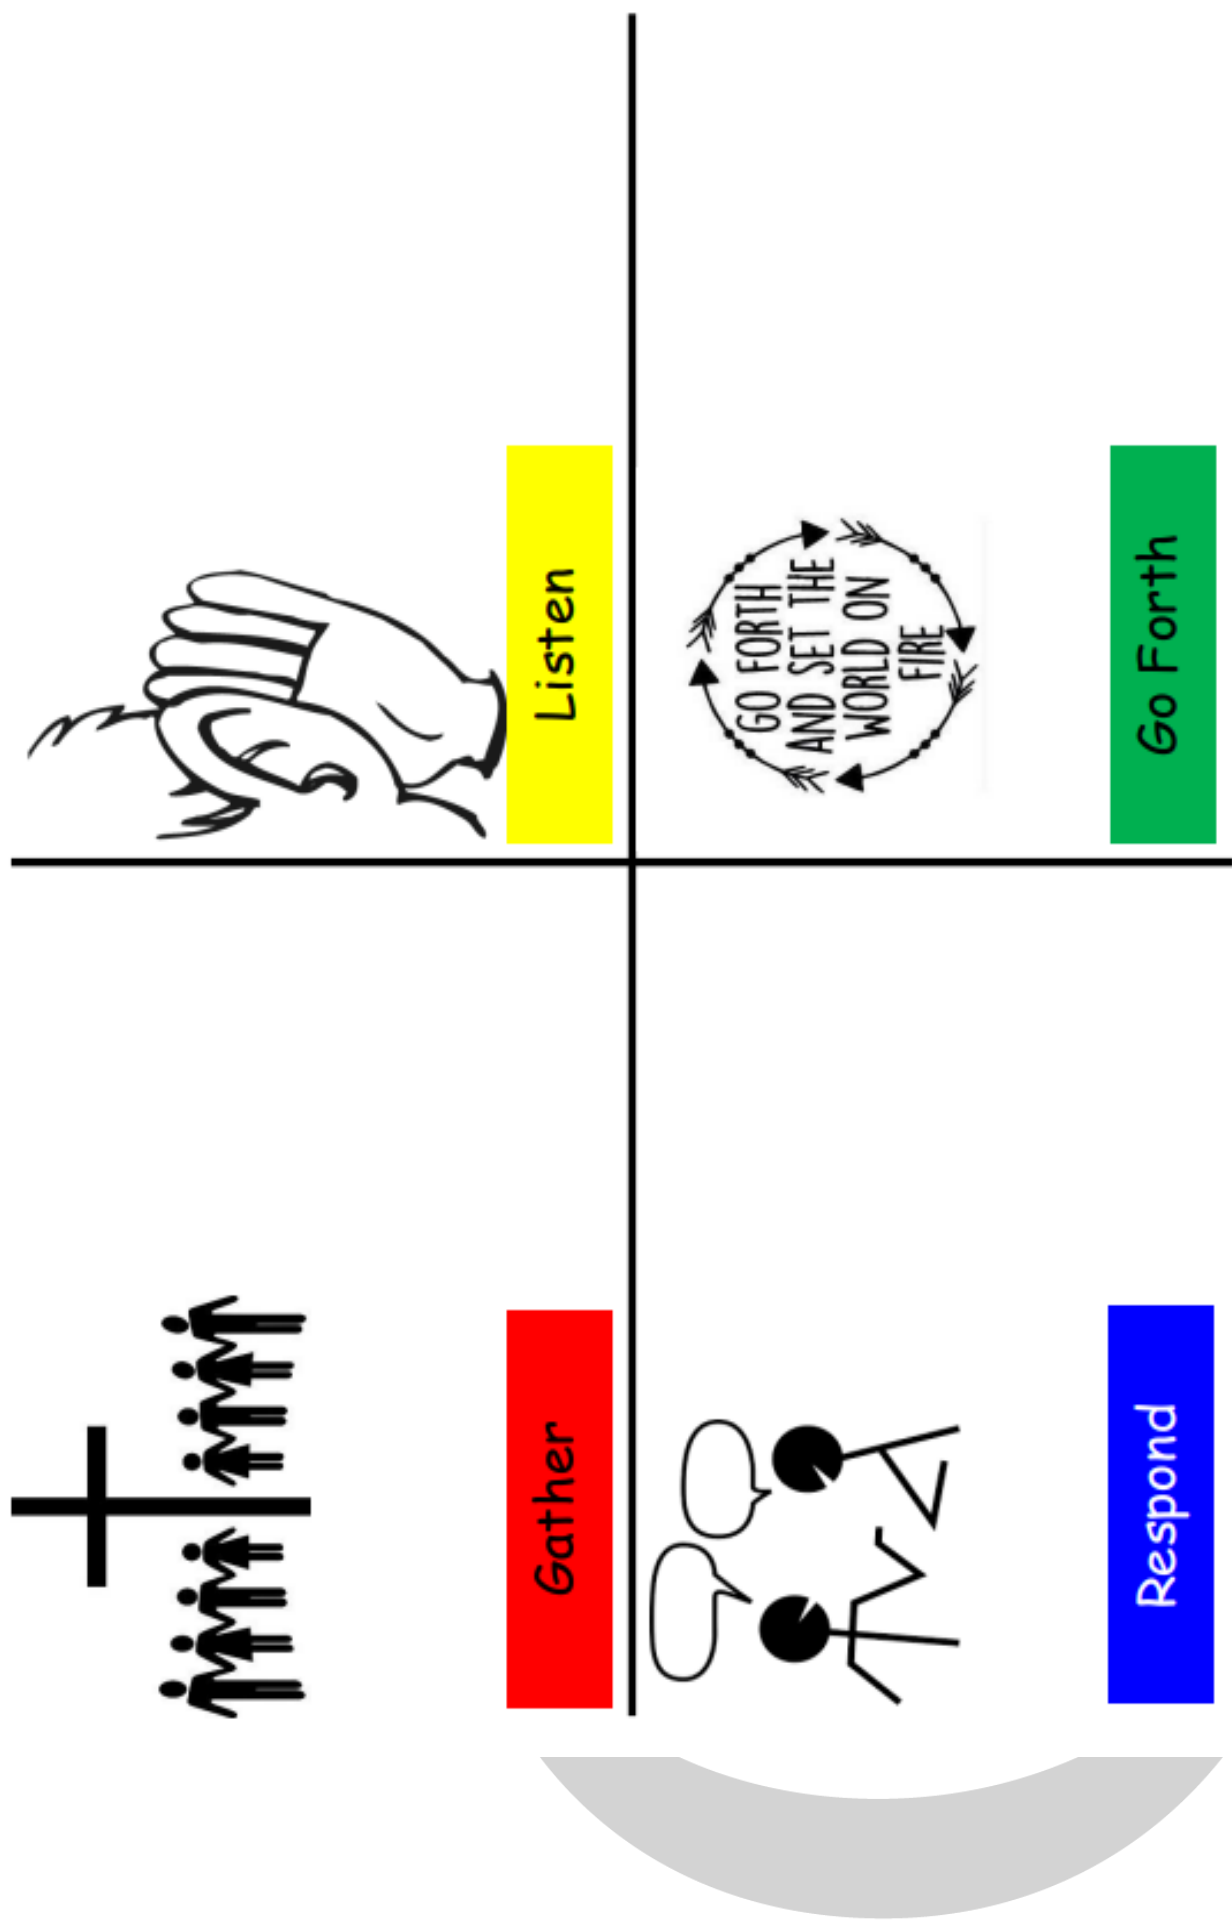 Gather
Listen
Respond
GO FORTH
AND SET THE
WORLD ON
FIRE
Go Forth